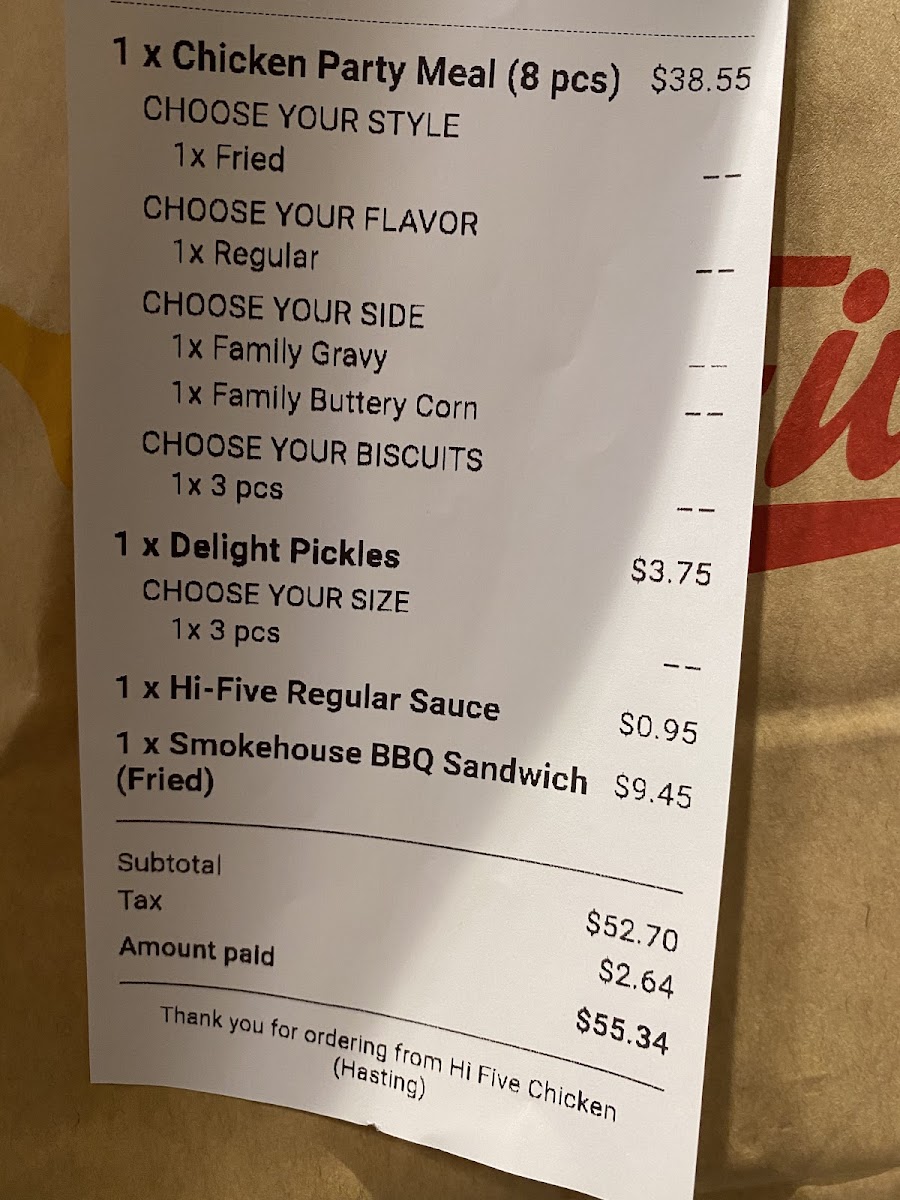 1 x Chicken Party Meal (8 pcs) $38.55
CHOOSE YOUR STYLE
1x Fried --
CHOOSE YOUR FLAVOR
1x Regular --
CHOOSE YOUR SIDE
1x Family Gravy --
1x Family Buttery Corn --
CHOOSE YOUR BISCUITS
1x 3 pcs --
1 x Delight Pickles $3.75
CHOOSE YOUR SIZE
1x 3 pcs --
1 x Hi-Five Regular Sauce $0.95
1 x Smokehouse BBQ Sandwich $9.45
(Fried)
Subtotal $52.70
Tax $2.64
Amount paid $55.34
Thank you for ordering from Hi Five Chicken
(Hasting)